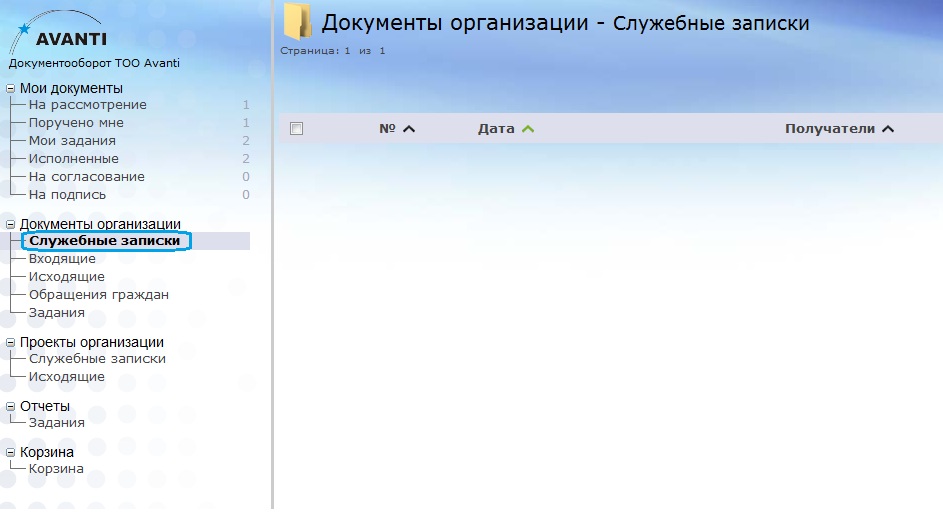 AVANTI
Документооборот ТОО Avanti
Мои документы
На рассмотрение 1
Поручено мне 1
Мои задания 2
Исполненные 2
На согласование 0
На подпись 0
Документы организации
Служебные записки
Входящие
Исходящие
Обращения граждан
Задания
Проекты организации
Служебные записки
Исходящие
Отчеты
Задания
Корзина
Корзина
Документы организации - Служебные записки
Страница: 1 из 1
№ Дата Получатели